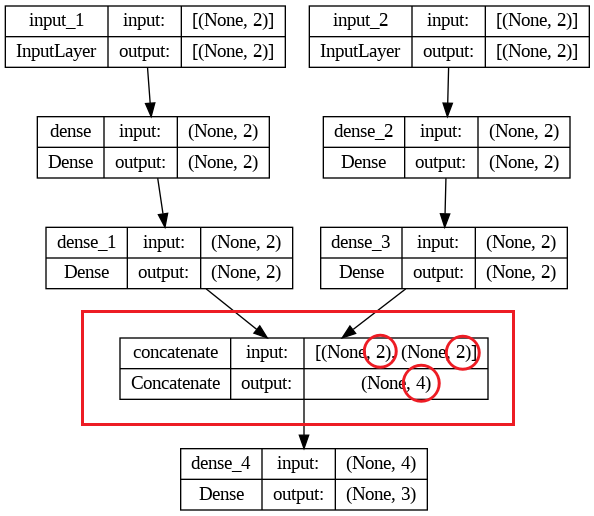 input_1 input: [(None, 2)]
InputLayer output: [(None, 2)]
input_2 input: [(None, 2)]
InputLayer output: [(None, 2)]
dense input: (None, 2)
Dense output: (None, 2)
dense_2 input: (None, 2)
Dense output: (None, 2)
dense_1 input: (None, 2)
Dense output: (None, 2)
dense_3 input: (None, 2)
Dense output: (None, 2)
concatenate input: [(None, 2), (None, 2)]
Concatenate output: (None, 4)
dense_4 input: (None, 4)
Dense output: (None, 3)